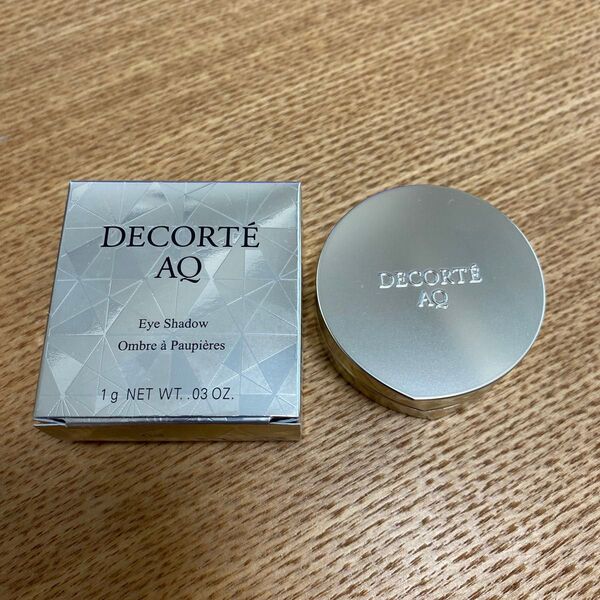 DECORTÉ
AQ
Eye Shadow
Ombre à Paupières
1 g NET WT. .03 OZ.
DECORTÉ
AQ